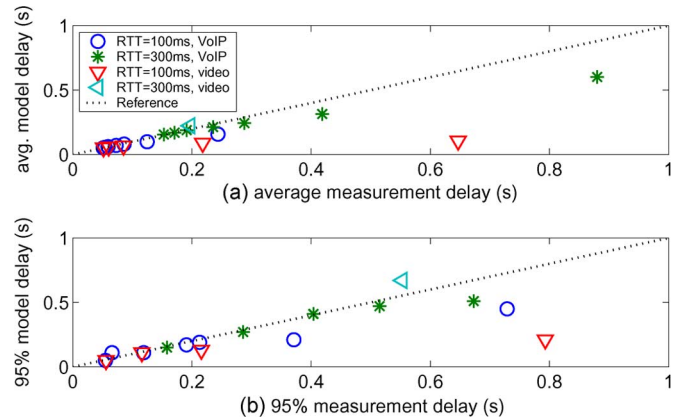 avg. model delay (s)
1
0.5
0
RTT=100ms, VoIP
RTT=300ms, VoIP
RTT=100ms, video
RTT=300ms, video
Reference
0 0.2 0.4 0.6 0.8 1
(a) average measurement delay (s)
95% model delay (s)
1
0.5
0
0 0.2 0.4 0.6 0.8 1
(b) 95% measurement delay (s)